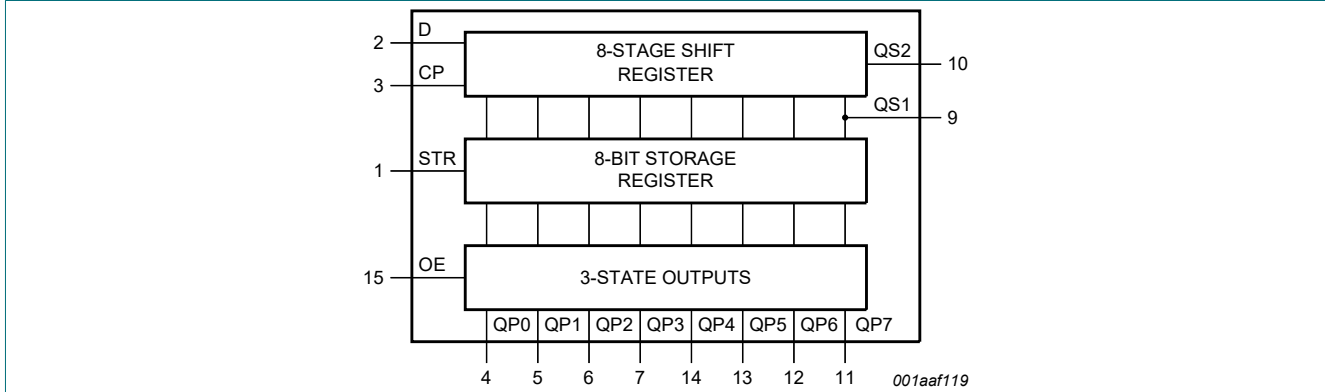 D
2
8-STAGE SHIFT
REGISTER
QS2
10
3
CP
QS1
9
STR
1
8-BIT STORAGE
REGISTER
OE
15
3-STATE OUTPUTS
QP0 QP1 QP2 QP3 QP4 QP5 QP6 QP7
4 5 6 7 14 13 12 11
001aaf119